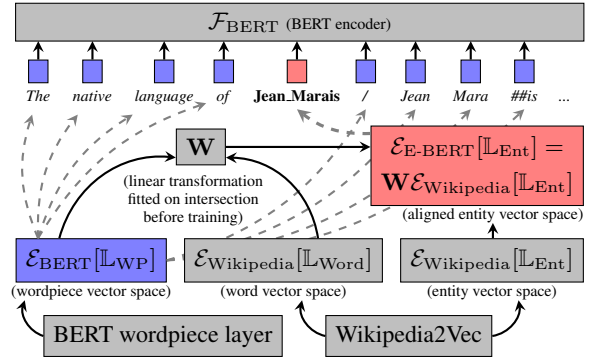 ℱ_BERT (BERT encoder)
The native language of Jean_Marais / Jean Mara ##is ...
W
(linear transformation
fitted on intersection
before training)
ℰ_E-BERT[𝕃_Ent] =
Wℰ_Wikipedia[𝕃_Ent]
(aligned entity vector space)
ℰ_BERT[𝕃_WP] ℰ_Wikipedia[𝕃_Word] ℰ_Wikipedia[𝕃_Ent]
(wordpiece vector space) (word vector space) (entity vector space)
BERT wordpiece layer Wikipedia2Vec